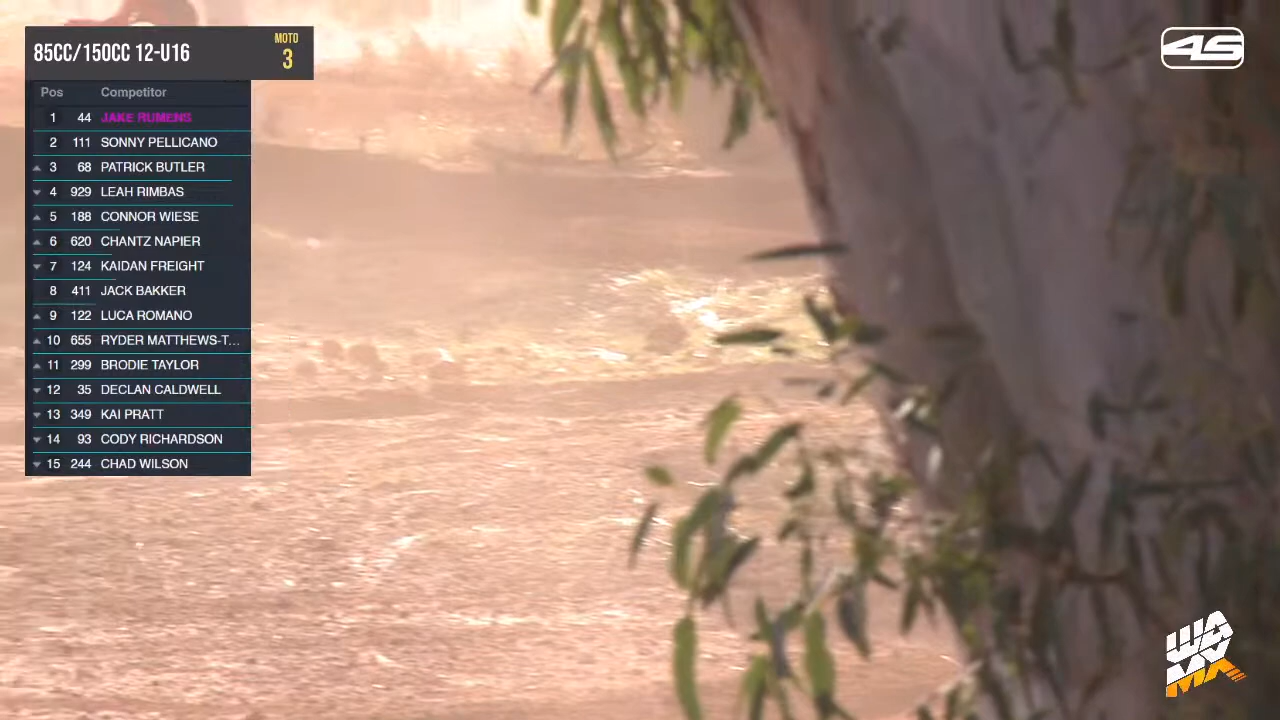 85CC/150CC 12-U16 MOTO 3
Pos Competitor
1 44 JAKE RUMENS
2 111 SONNY PELLICANO
3 68 PATRICK BUTLER
4 929 LEAH RIMBAS
5 188 CONNOR WIESE
6 620 CHANTZ NAPIER
7 124 KAIDAN FREIGHT
8 411 JACK BAKKER
9 122 LUCA ROMANO
10 655 RYDER MATTHEWS-T...
11 299 BRODIE TAYLOR
12 35 DECLAN CALDWELL
13 349 KAI PRATT
14 93 CODY RICHARDSON
15 244 CHAD WILSON
4S